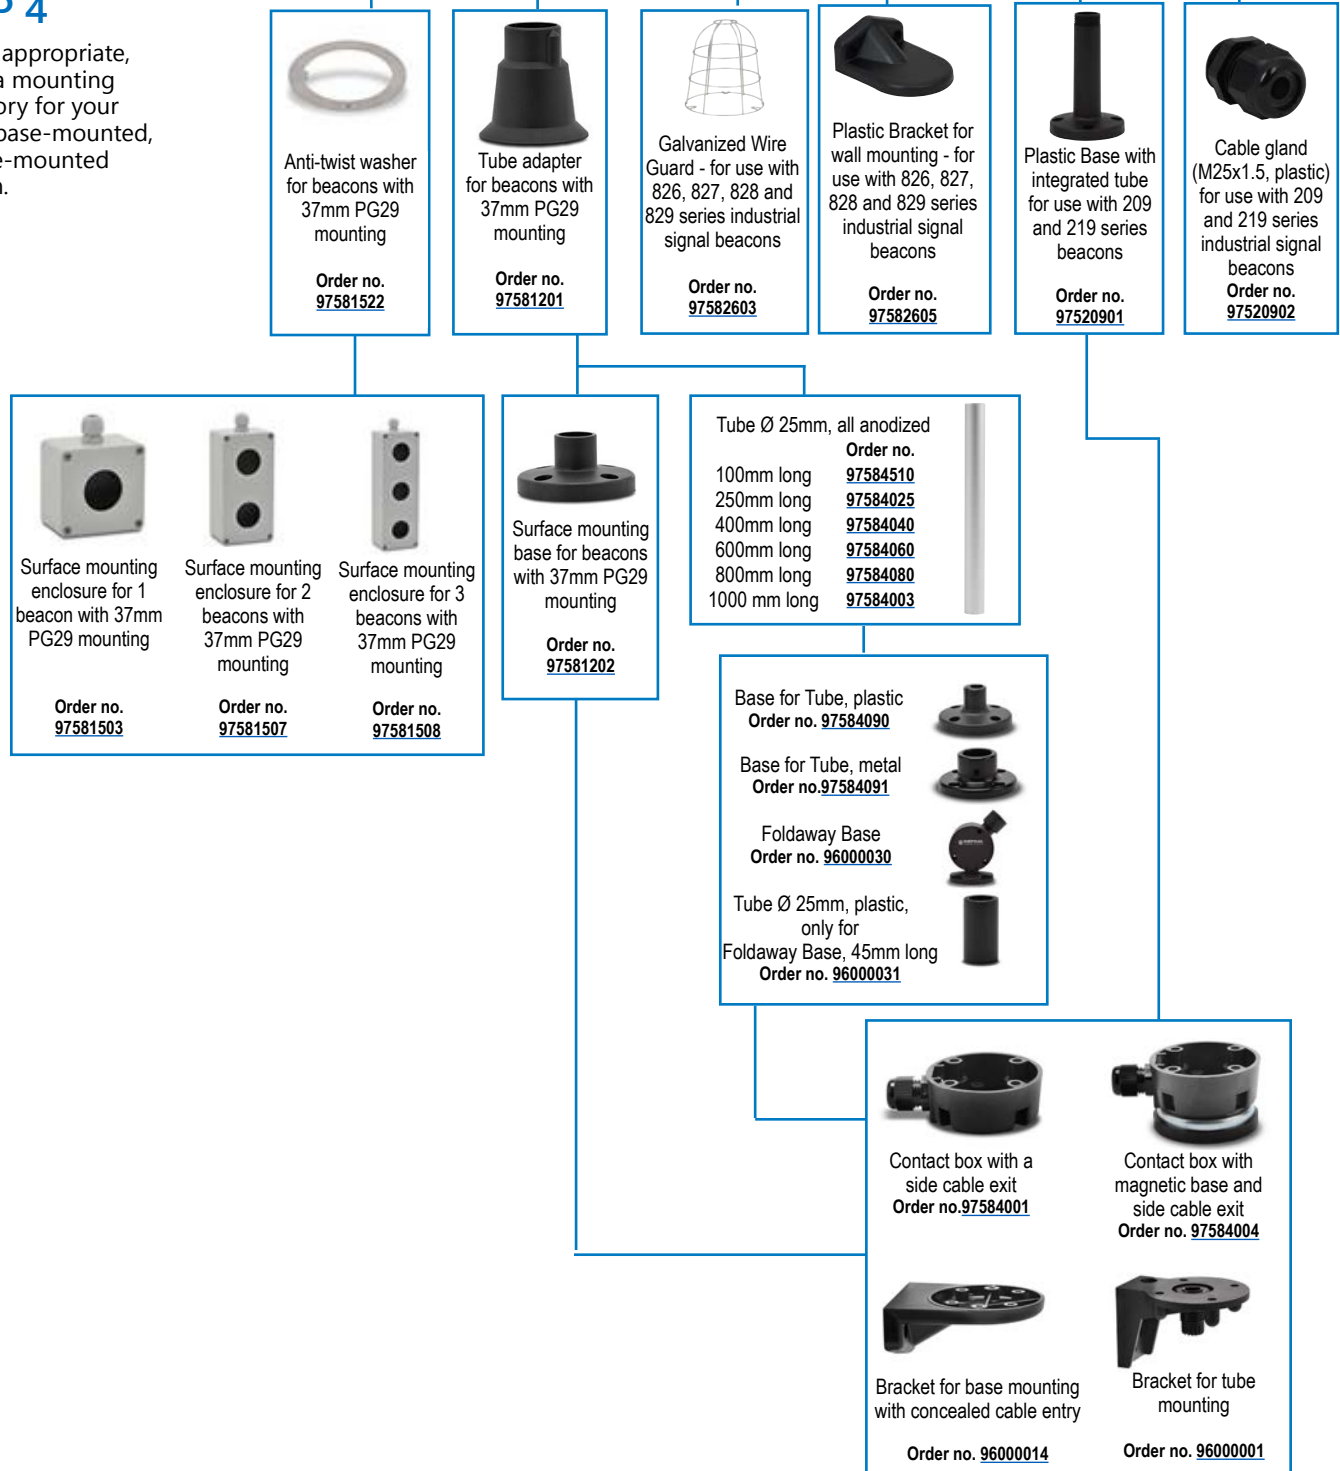 P 4
appropriate,
a mounting
ory for your
base-mounted,
e-mounted
n.
Anti-twist washer
for beacons with
37mm PG29
mounting
Order no.
97581522
Tube adapter
for beacons with
37mm PG29
mounting
Order no.
97581201
Galvanized Wire
Guard - for use with
826, 827, 828 and
829 series industrial
signal beacons
Order no.
97582603
Plastic Bracket for
wall mounting - for
use with 826, 827,
828 and 829 series
industrial signal
beacons
Order no.
97582605
Plastic Base with
integrated tube
for use with 209
and 219 series
beacons
Order no.
97520901
Cable gland
(M25x1.5, plastic)
for use with 209
and 219 series
industrial signal
beacons
Order no.
97520902
Surface mounting
enclosure for 1
beacon with 37mm
PG29 mounting
Order no.
97581503
Surface mounting
enclosure for 2
beacons with
37mm PG29
mounting
Order no.
97581507
Surface mounting
enclosure for 3
beacons with
37mm PG29
mounting
Order no.
97581508
Surface mounting
base for beacons
with 37mm PG29
mounting
Order no.
97581202
Tube Ø 25mm, all anodized
Order no.
100mm long 97584510
250mm long 97584025
400mm long 97584040
600mm long 97584060
800mm long 97584080
1000 mm long 97584003
Base for Tube, plastic
Order no. 97584090
Base for Tube, metal
Order no.97584091
Foldaway Base
Order no. 96000030
Tube Ø 25mm, plastic,
only for
Foldaway Base, 45mm long
Order no. 96000031
Contact box with a
side cable exit
Order no.97584001
Contact box with
magnetic base and
side cable exit
Order no. 97584004
Bracket for base mounting
with concealed cable entry
Order no. 96000014
Bracket for tube
mounting
Order no. 96000001